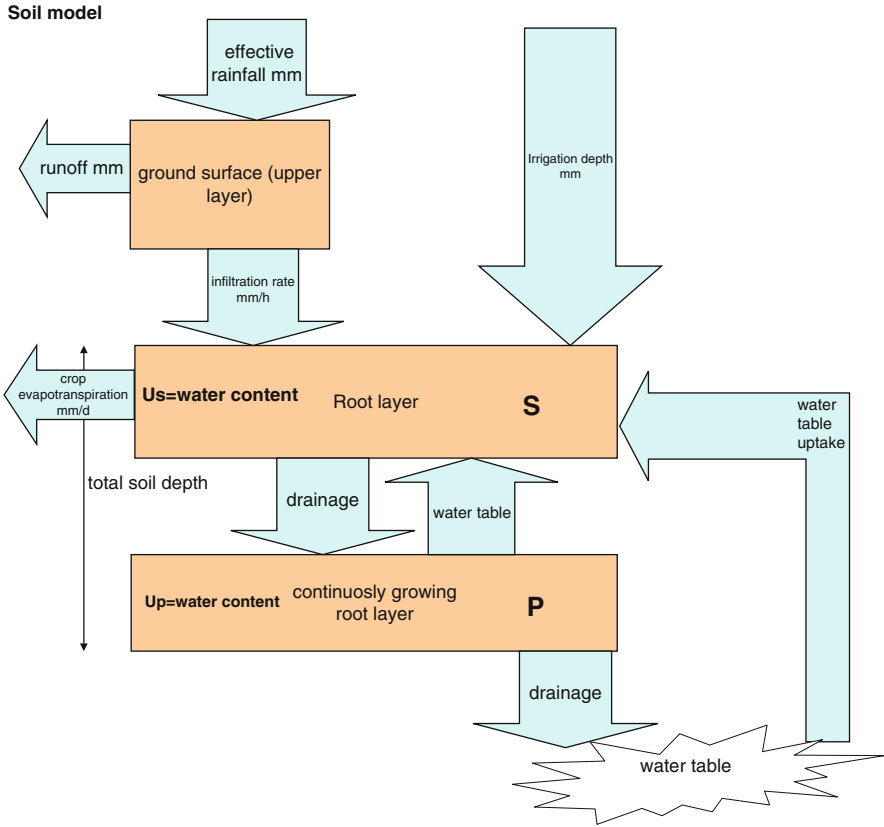 Soil model
effective
rainfall mm
Irrigation depth
mm
runoff mm
ground surface (upper
layer)
infiltration rate
mm/h
crop
evapotranspiration
mm/d
Us=water content
Root layer
S
water
table
uptake
total soil depth
drainage
water table
Up=water content
continuosly growing
root layer
P
drainage
water table